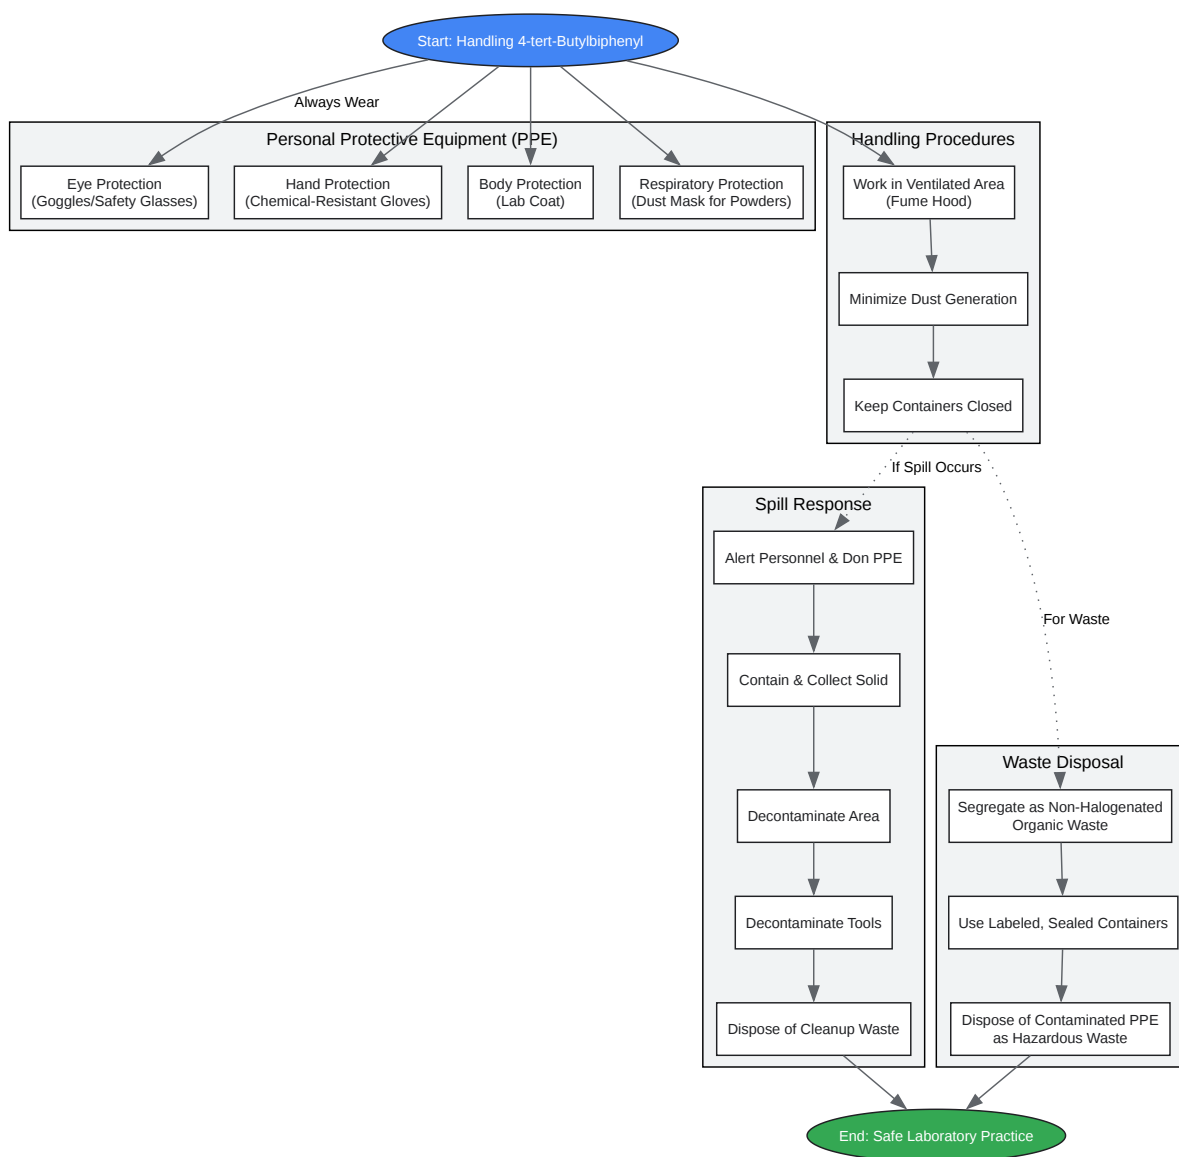 Start: Handling 4-tert-Butylbiphenyl
Always Wear
Personal Protective Equipment (PPE)
Eye Protection
(Goggles/Safety Glasses)
Hand Protection
(Chemical-Resistant Gloves)
Body Protection
(Lab Coat)
Respiratory Protection
(Dust Mask for Powders)
Handling Procedures
Work in Ventilated Area
(Fume Hood)
Minimize Dust Generation
Keep Containers Closed
If Spill Occurs
Spill Response
Alert Personnel & Don PPE
Contain & Collect Solid
Decontaminate Area
Decontaminate Tools
Dispose of Cleanup Waste
For Waste
Waste Disposal
Segregate as Non-Halogenated
Organic Waste
Use Labeled, Sealed Containers
Dispose of Contaminated PPE
as Hazardous Waste
End: Safe Laboratory Practice